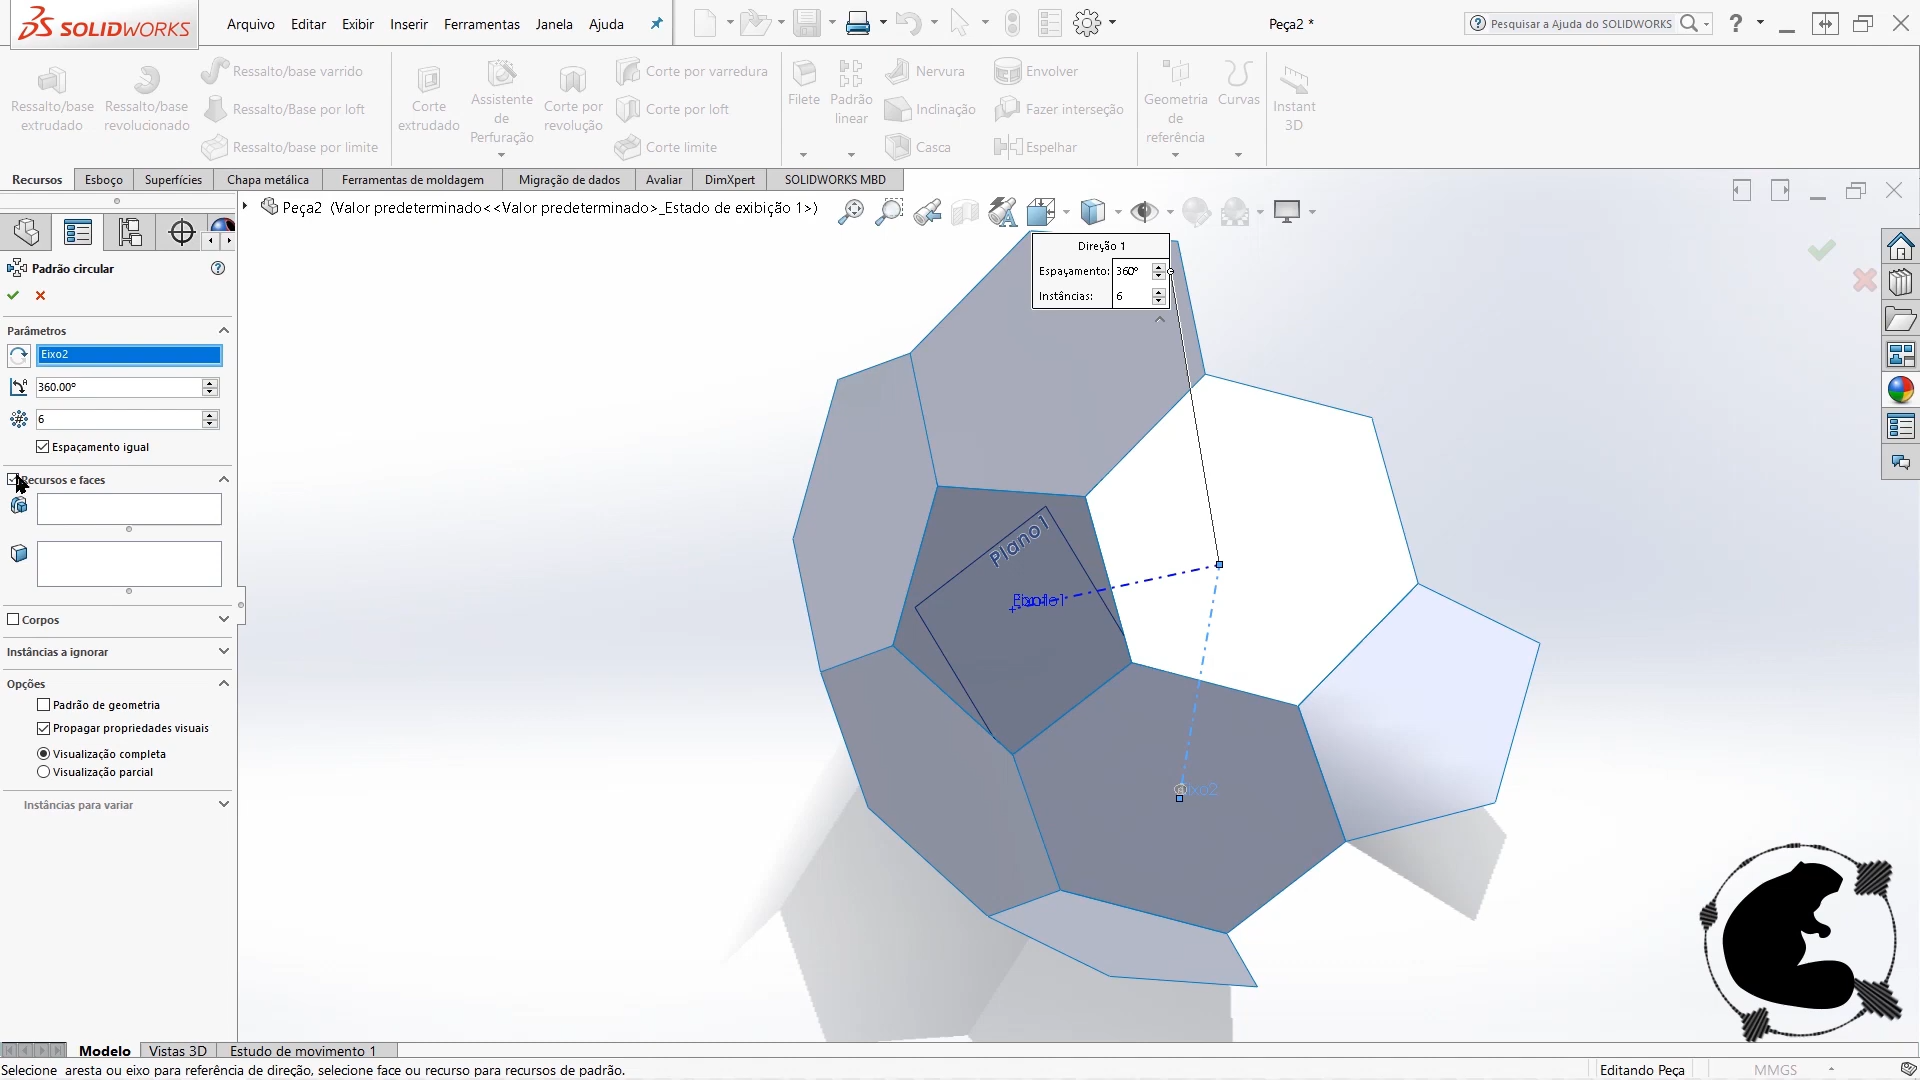 SOLIDWORKS
Arquivo Editar Exibir Inserir Ferramentas Janela Ajuda
Peça2 *
Pesquisar a Ajuda do SOLIDWORKS
?
Ressalto/base extrudado
Ressalto/base revolucionado
Ressalto/base varrido
Ressalto/Base por loft
Ressalto/base por limite
Corte extrudado
Assistente de Perfuração
Corte por revolução
Corte por varredura
Corte por loft
Corte limite
Filete
Padrão linear
Nervura
Inclinação
Casca
Envolver
Fazer interseção
Espelhar
Geometria de referência
Curvas
Instant 3D
Recursos Esboço Superfícies Chapa metálica Ferramentas de moldagem Migração de dados Avaliar DimXpert SOLIDWORKS MBD
Peça2 (Valor predeterminado<<Valor predeterminado>_Estado de exibição 1>)
Padrão circular
Parâmetros
Eixo2
360.00°
6
Espaçamento igual
Recursos e faces
Corpos
Instâncias a ignorar
Opções
Padrão de geometria
Propagar propriedades visuais
Visualização completa
Visualização parcial
Instâncias para variar
Direção 1
Espaçamento: 360°
Instâncias: 6
Plano1
Eixo2
Modelo Vistas 3D Estudo de movimento 1
Selecione aresta ou eixo para referência de direção, selecione face ou recurso para recursos de padrão.
Editando Peça
MMGS